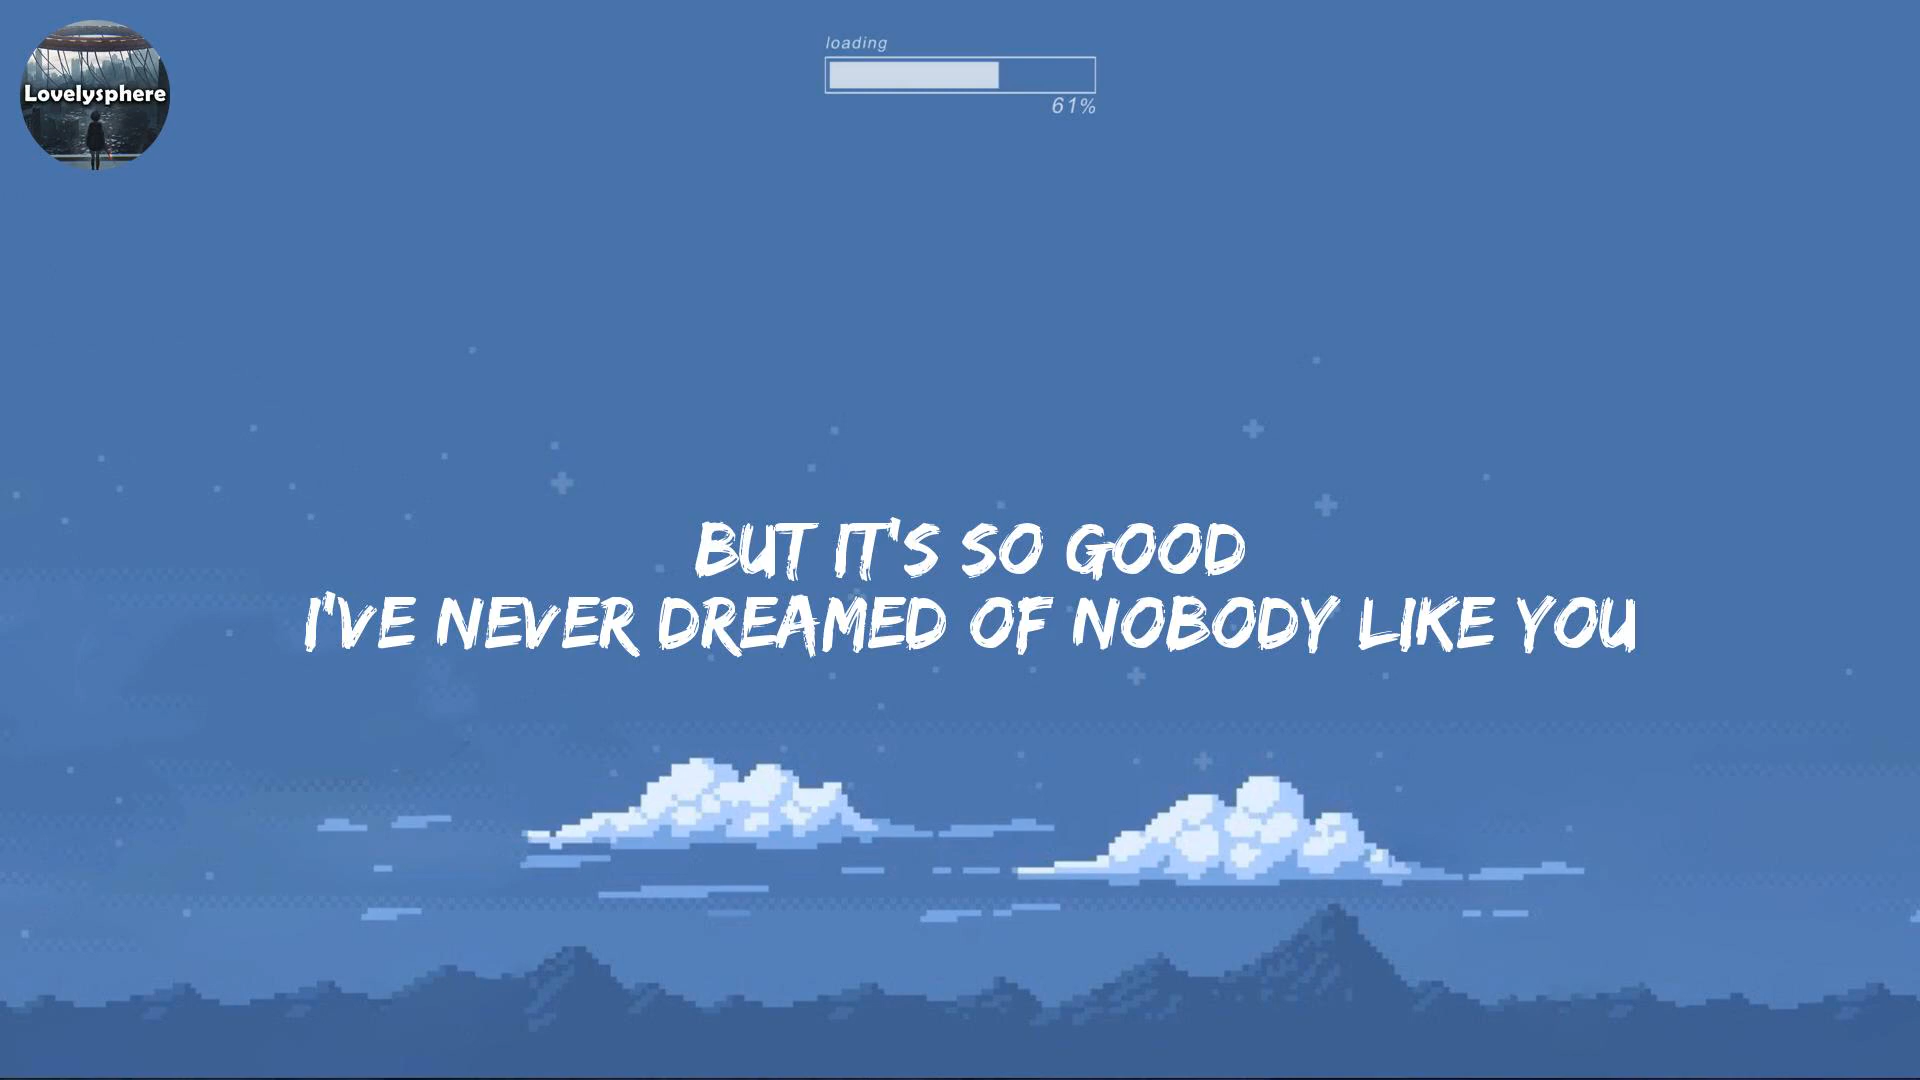 Lovelysphere
loading
61%
BUT IT'S SO GOOD
I'VE NEVER DREAMED OF NOBODY LIKE YOU